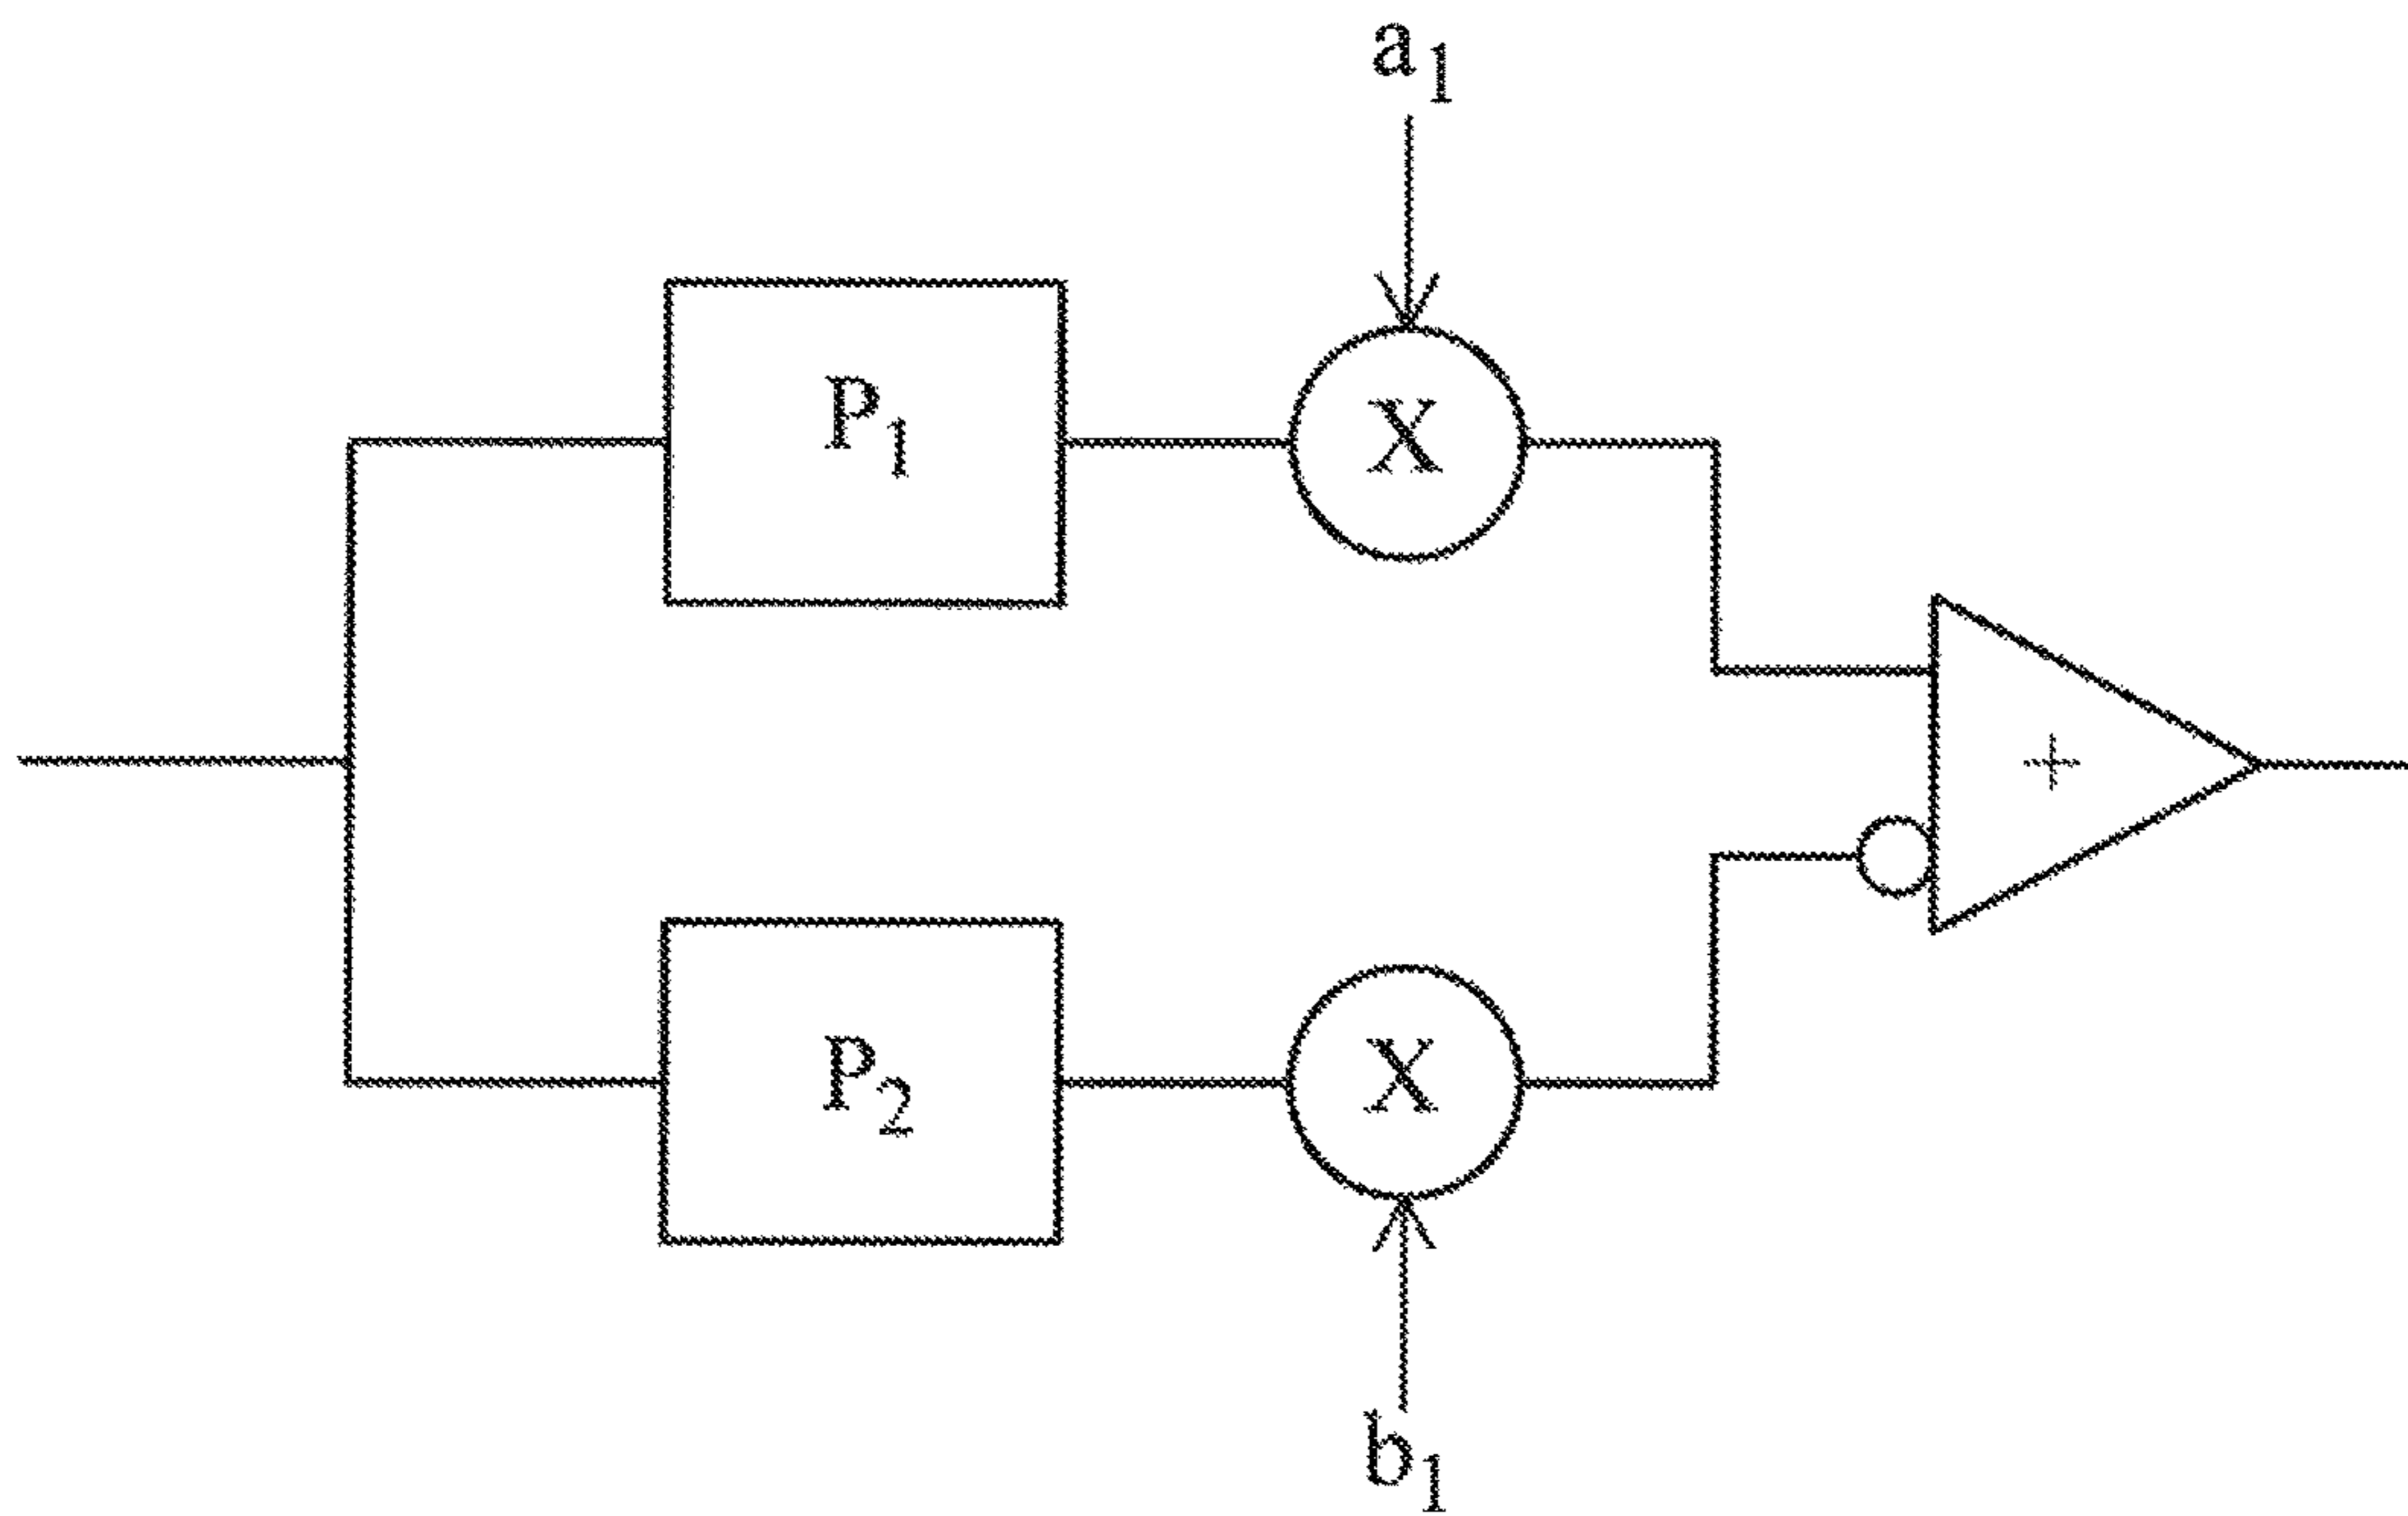 a₁
P₁
X
+
P₂
X
b₁